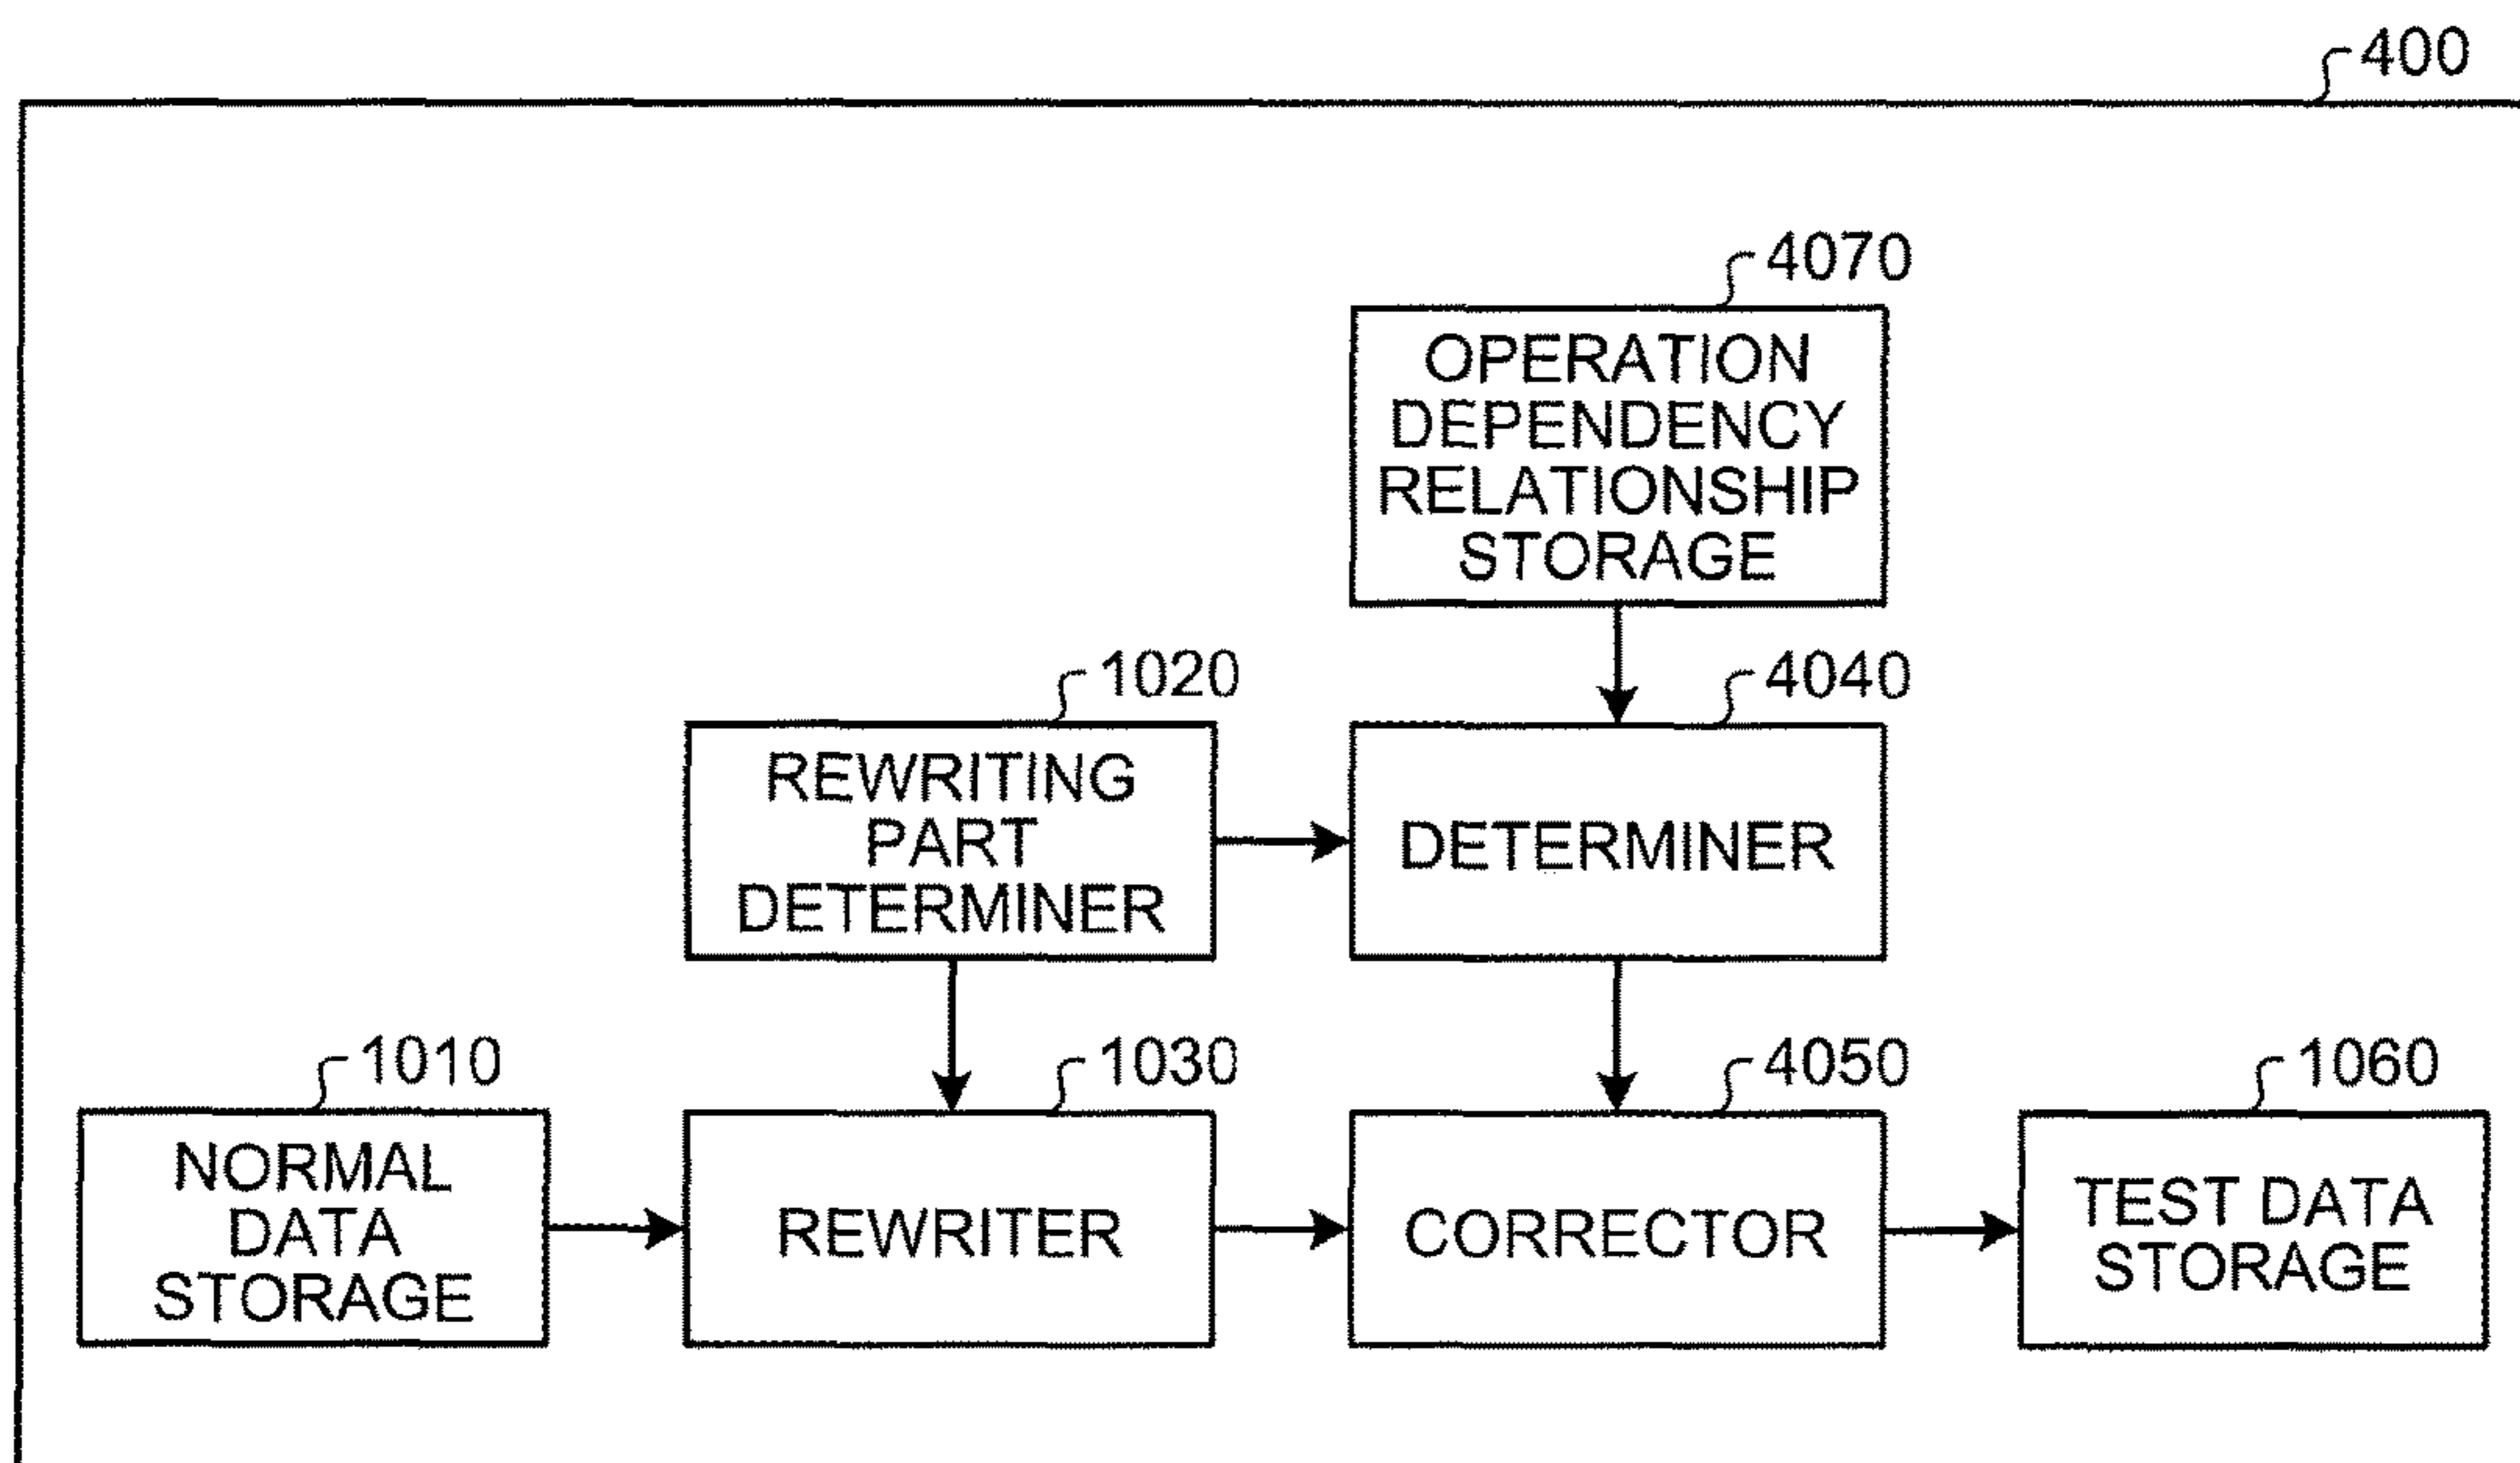 400
4070
OPERATION
DEPENDENCY
RELATIONSHIP
STORAGE
1020
4040
REWRITING
PART
DETERMINER
DETERMINER
1010
1030
4050
1060
NORMAL
DATA
STORAGE
REWRITER
CORRECTOR
TEST DATA
STORAGE